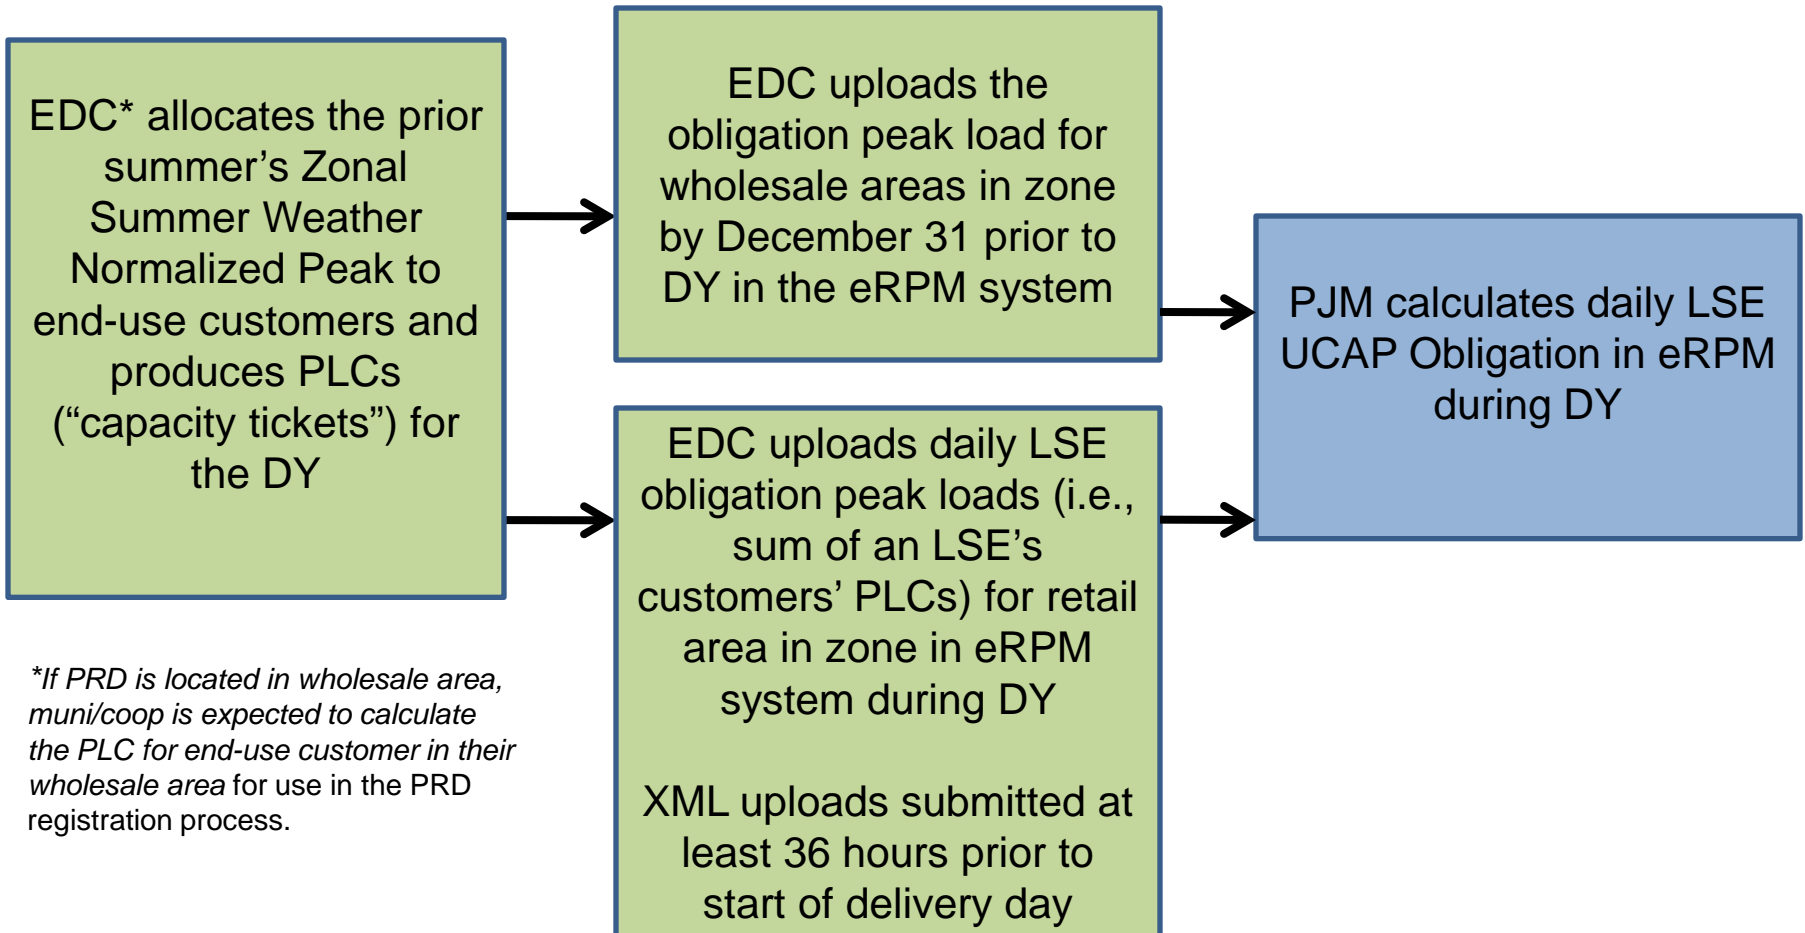 EDC* allocates the prior
summer’s Zonal
Summer Weather
Normalized Peak to
end-use customers and
produces PLCs
(“capacity tickets”) for
the DY
EDC uploads the
obligation peak load for
wholesale areas in zone
by December 31 prior to
DY in the eRPM system
EDC uploads daily LSE
obligation peak loads (i.e.,
sum of an LSE’s
customers’ PLCs) for retail
area in zone in eRPM
system during DY
XML uploads submitted at
least 36 hours prior to
start of delivery day
PJM calculates daily LSE
UCAP Obligation in eRPM
during DY
*If PRD is located in wholesale area,
muni/coop is expected to calculate
the PLC for end-use customer in their
wholesale area for use in the PRD
registration process.